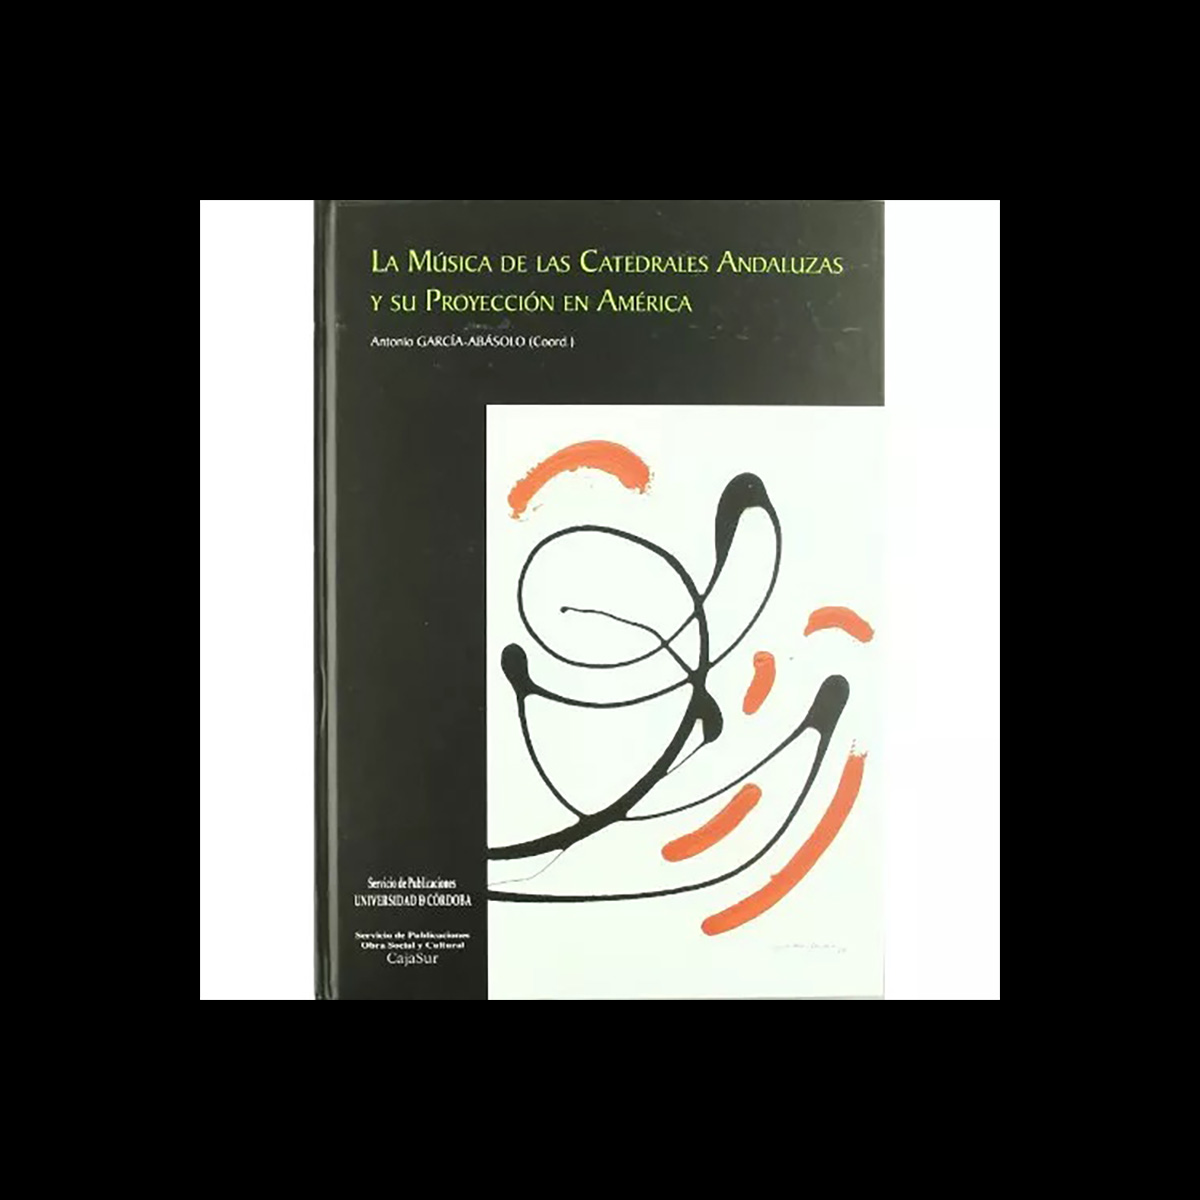 La Música de las Catedrales Andaluzas
y su Proyección en América
Antonio GARCÍA-ABÁSOLO (Coord.)
Servicio de Publicaciones
UNIVERSIDAD DE CÓRDOBA
Servicio de Publicaciones
Obra Social y Cultural
CajaSur